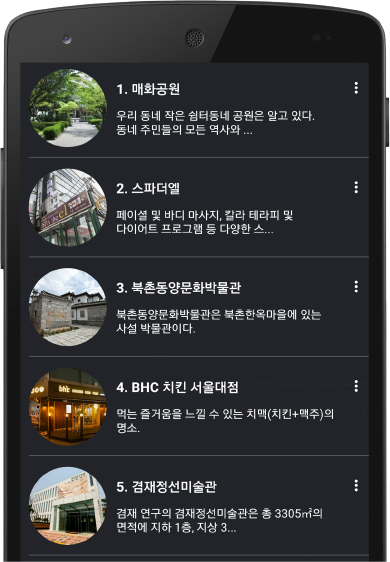 1. 매화공원
우리 동네 작은 쉼터동네 공원은 알고 있다.
동네 주민들의 모든 역사와 ...
2. 스파더엘
페이셜 및 바디 마사지, 칼라 테라피 및
다이어트 프로그램 등 다양한 스...
3. 북촌동양문화박물관
북촌동양문화박물관은 북촌한옥마을에 있는
사설 박물관이다.
bhc
4. BHC 치킨 서울대점
먹는 즐거움을 느낄 수 있는 치맥(치킨+맥주)의
명소.
5. 겸재정선미술관
겸재 연구의 겸재정선미술관은 총 3305㎡의
면적에 지하 1층, 지상 3...